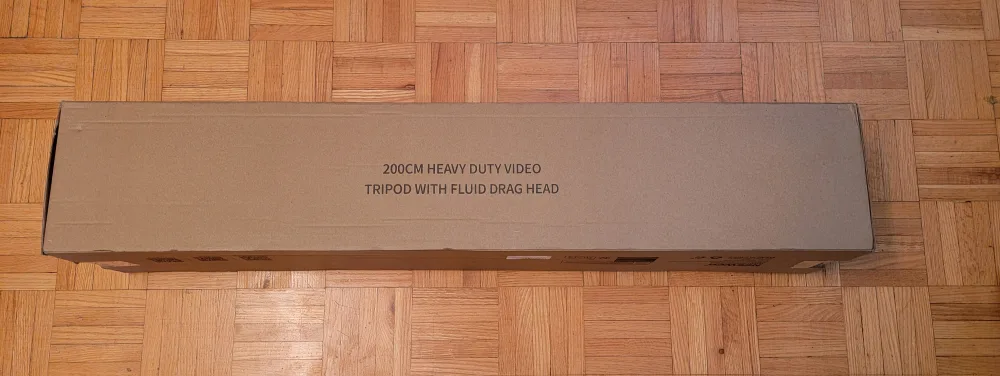 200CM HEAVY DUTY VIDEO
TRIPOD WITH FLUID DRAG HEAD